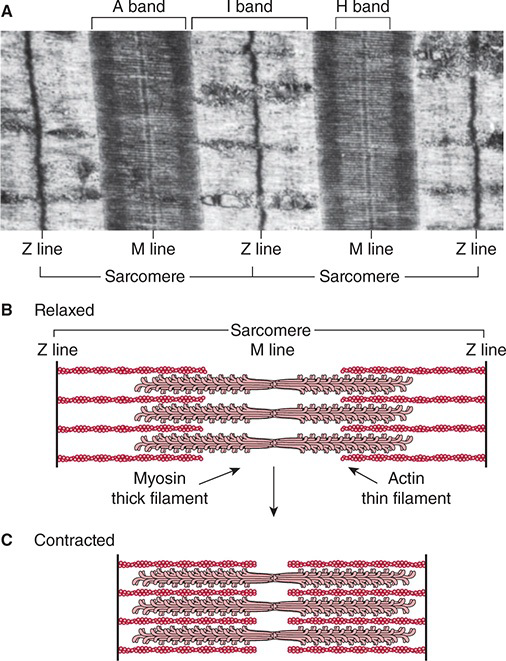 A
A band I band H band
Z line M line Z line M line Z line
Sarcomere Sarcomere
B Relaxed
Sarcomere
Z line M line Z line
Myosin Actin
thick filament thin filament
C Contracted